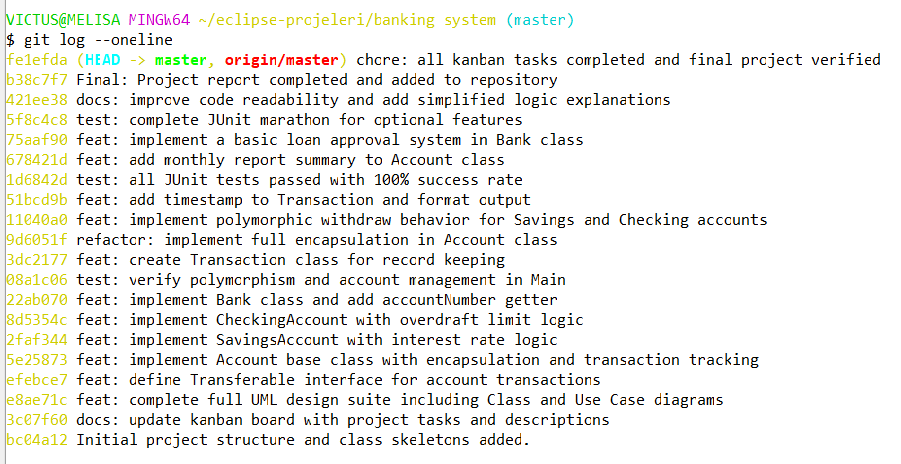 VICTUS@MELISA MINGW64 ~/eclipse-projeleri/banking system (master)
$ git log --oneline
fe1efda (HEAD -> master, origin/master) chore: all kanban tasks completed and final project verified
b38c7f7 Final: Project report completed and added to repository
421ee38 docs: improve code readability and add simplified logic explanations
5f8c4c8 test: complete JUnit marathon for optional features
75aaf90 feat: implement a basic loan approval system in Bank class
678421d feat: add monthly report summary to Account class
1d6842d test: all JUnit tests passed with 100% success rate
51bcd9b feat: add timestamp to Transaction and format output
11040a0 feat: implement polymorphic withdraw behavior for Savings and Checking accounts
9d6051f refactor: implement full encapsulation in Account class
3dc2177 feat: create Transaction class for record keeping
08a1c06 test: verify polymorphism and account management in Main
22ab070 feat: implement Bank class and add accountNumber getter
8d5354c feat: implement CheckingAccount with overdraft limit logic
2faf344 feat: implement SavingsAccount with interest rate logic
5e25873 feat: implement Account base class with encapsulation and transaction tracking
efebce7 feat: define Transferable interface for account transactions
e8ae71c feat: complete full UML design suite including Class and Use Case diagrams
3c07f60 docs: update kanban board with project tasks and descriptions
bc04a12 Initial project structure and class skeletons added.